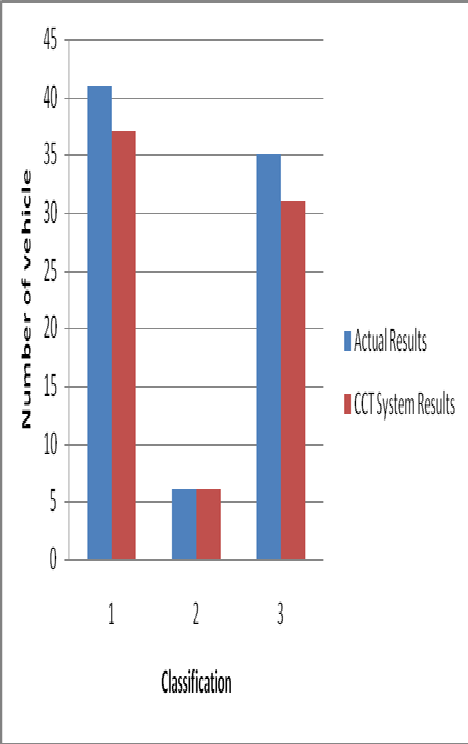 45
40
35
30
25
20
15
10
5
0
Number of vehicle
1 2 3
Classification
Actual Results
CCT System Results